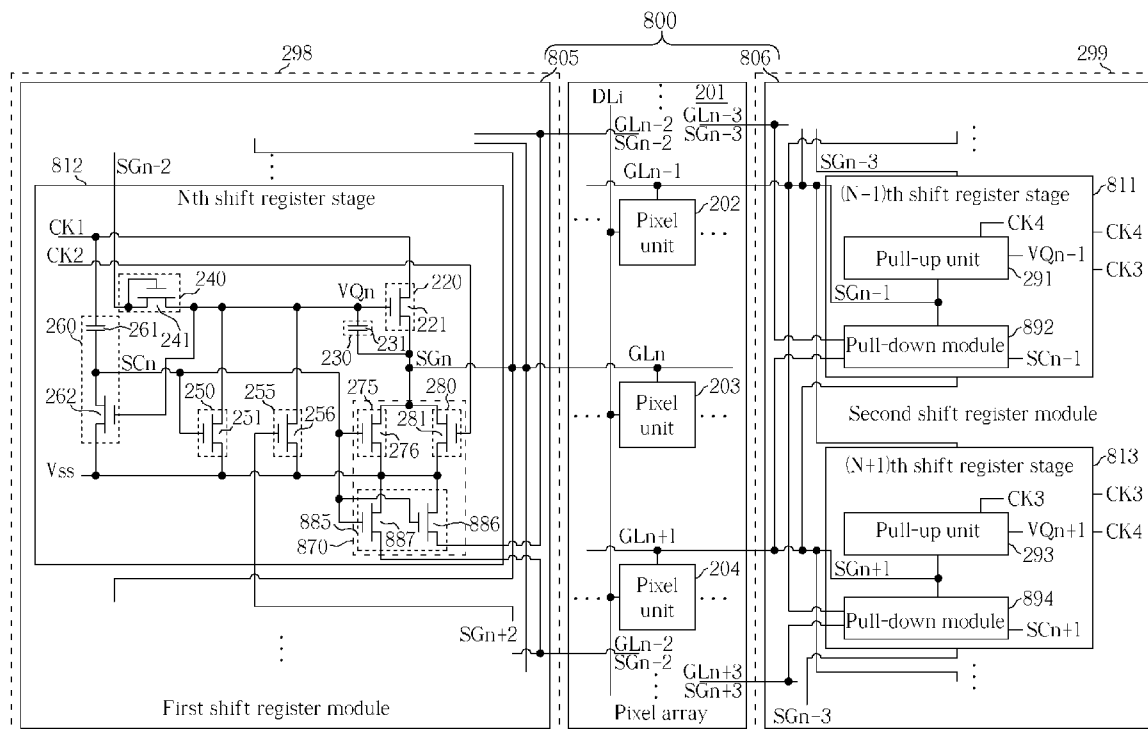 800
298
805
806
299
DLi
201
GLn-2
SGn-2
GLn-3
SGn-3
SGn-2
812
Nth shift register stage
CK1
CK2
240
241
VQn
220
221
260
261
SCn
230
231
SGn
262
250
251
255
256
275
276
280
281
Vss
885
870
887
886
SGn+2
First shift register module
GLn-1
202
Pixel
unit
GLn
203
Pixel
unit
GLn+1
204
Pixel
unit
GLn-2
SGn-2
GLn+3
SGn+3
Pixel array
SGn-3
(N-1)th shift register stage
811
CK4
CK4
Pull-up unit
VQn-1
CK3
291
SGn-1
892
Pull-down module
SCn-1
Second shift register module
(N+1)th shift register stage
813
CK3
CK3
Pull-up unit
VQn+1
CK4
293
SGn+1
894
Pull-down module
SCn+1
SGn-3